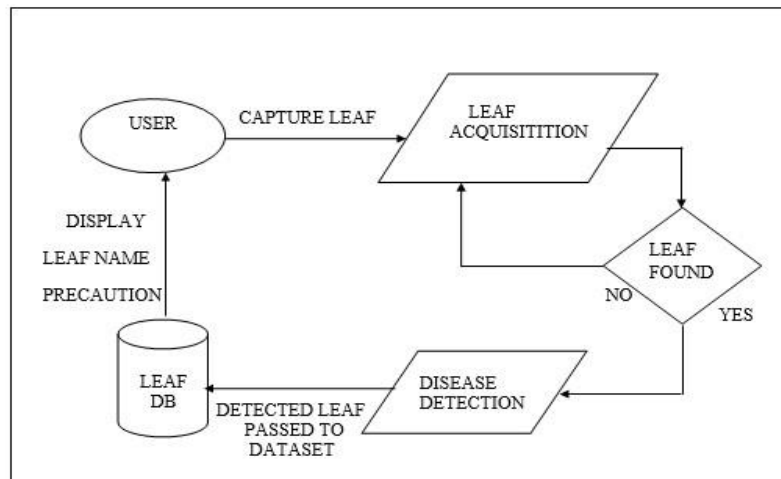 USER
CAPTURE LEAF
LEAF
ACQUISITITION
LEAF
FOUND
NO
YES
DISEASE
DETECTION
DETECTED LEAF
PASSED TO
DATASET
LEAF
DB
DISPLAY
LEAF NAME
PRECAUTION